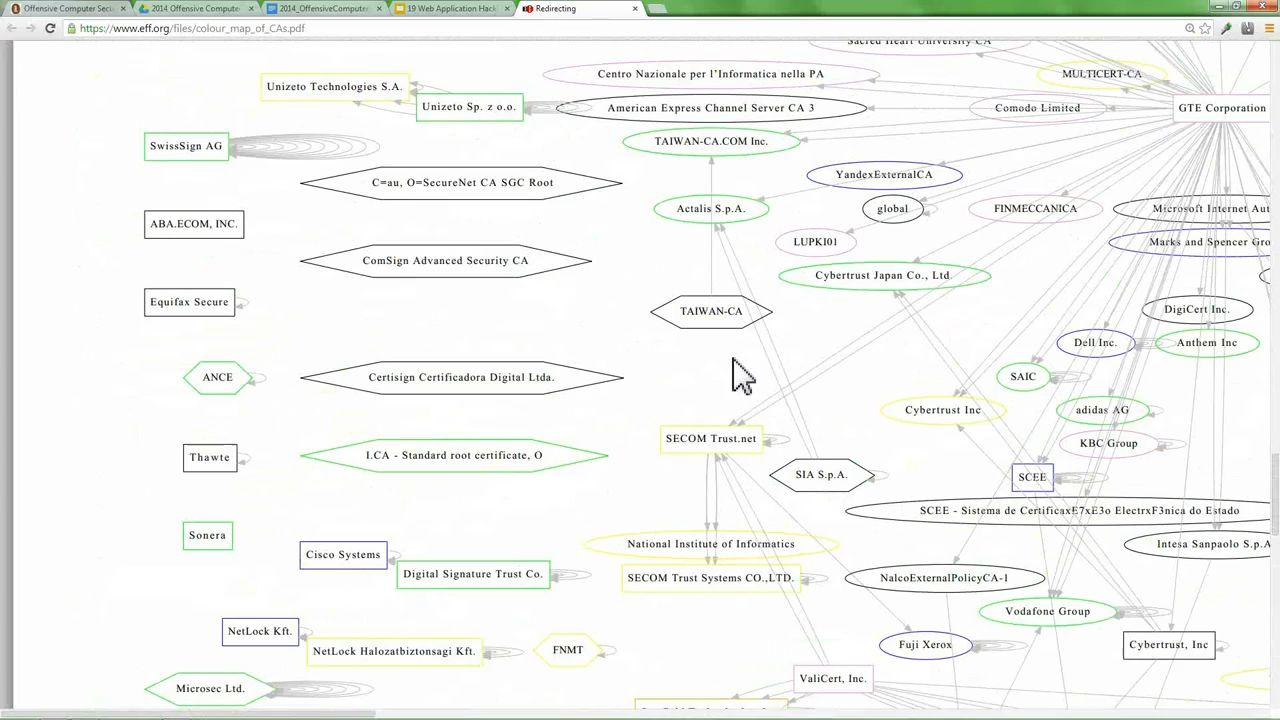 Offensive Computer Secu
2014 Offensive Compute
2014_OffensiveComputer
19 Web Application Hack
Redirecting
https://www.eff.org/files/colour_map_of_CAs.pdf
Sacred Heart University CA
Unizeto Technologies S.A.
Centro Nazionale per l'Informatica nella PA
MULTICERT-CA
Unizeto Sp. z o.o.
American Express Channel Server CA 3
Comodo Limited
GTE Corporation
SwissSign AG
TAIWAN-CA.COM Inc.
C=au, O=SecureNet CA SGC Root
YandexExternalCA
ABA.ECOM, INC.
Actalis S.p.A.
global
FINMECCANICA
Microsoft Internet Aut
LUPKI01
Marks and Spencer Gro
ComSign Advanced Security CA
Cybertrust Japan Co., Ltd
Equifax Secure
TAIWAN-CA
DigiCert Inc.
Dell Inc.
Anthem Inc
ANCE
Certisign Certificadora Digital Ltda.
SAIC
Cybertrust Inc
adidas AG
SECOM Trust.net
KBC Group
Thawte
I.CA - Standard root certificate, O
SIA S.p.A.
SCEE
SCEE - Sistema de CertificaxE7xE3o ElectrxF3nica do Estado
Sonera
National Institute of Informatics
Intesa Sanpaolo S.p.A
Cisco Systems
Digital Signature Trust Co.
SECOM Trust Systems CO.,LTD.
NalcoExternalPolicyCA-1
Vodafone Group
NetLock Kft.
NetLock Halozatbiztonsagi Kft.
FNMT
Fuji Xerox
Cybertrust, Inc
Microsec Ltd.
ValiCert, Inc.